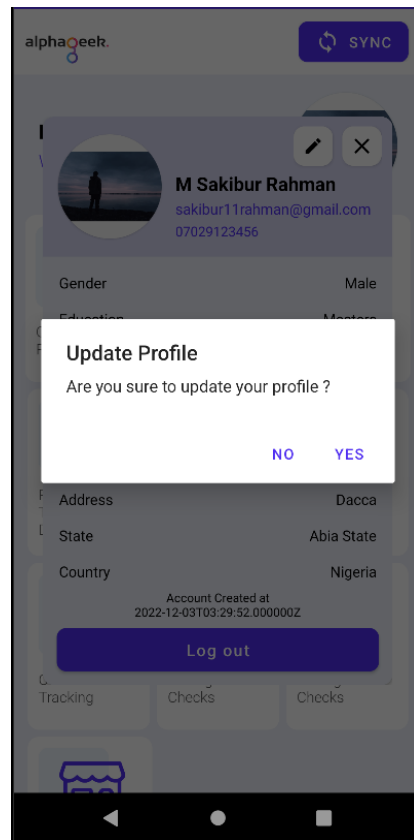 alphageek.
SYNC
M Sakibur Rahman
sakibur11rahman@gmail.com
07029123456
Gender Male
Education Masters
Update Profile
Are you sure to update your profile ?
NO YES
Address Dacca
State Abia State
Country Nigeria
Account Created at
2022-12-03T03:29:52.000000Z
Log out
Tracking Checks Checks